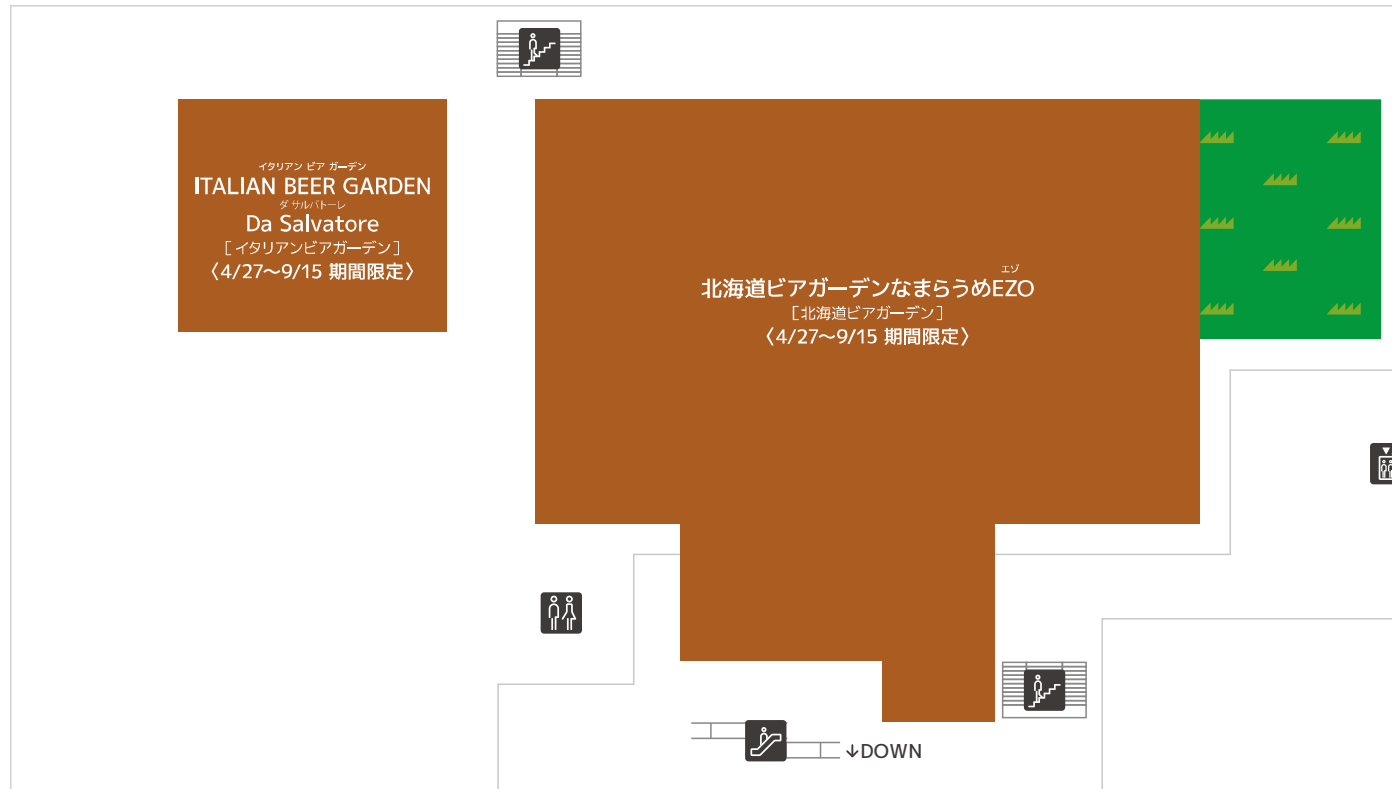 イタリアン ビア ガーデン
ITALIAN BEER GARDEN
ダ サルバトーレ
Da Salvatore
［イタリアンビアガーデン］
〈4/27〜9/15 期間限定〉
エゾ
北海道ビアガーデンなまらうめEZO
［北海道ビアガーデン］
〈4/27〜9/15 期間限定〉
↓DOWN